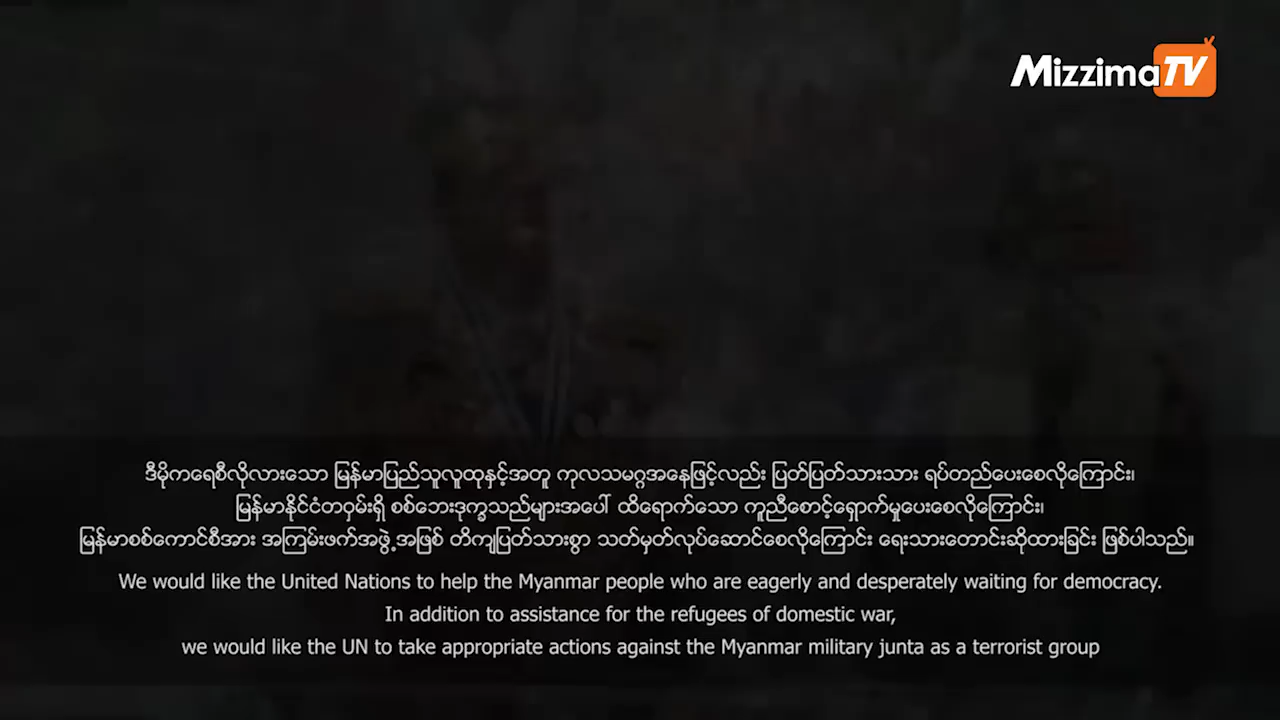 Mizzima TV
ဒီမိုကရေစီလိုလားသော မြန်မာပြည်သူလူထုနှင့်အတူ ကုလသမဂ္ဂအနေဖြင့်လည်း ပြတ်ပြတ်သားသား ရပ်တည်ပေးစေလိုကြောင်း၊
မြန်မာနိုင်ငံတဝှမ်းရှိ စစ်ဘေးဒုက္ခသည်များအပေါ် ထိရောက်သော ကူညီစောင့်ရှောက်မှုပေးစေလိုကြောင်း၊
မြန်မာစစ်ကောင်စီအား အကြမ်းဖက်အဖွဲ့အဖြစ် တိကျပြတ်သားစွာ သတ်မှတ်လုပ်ဆောင်စေလိုကြောင်း ရေးသားတောင်းဆိုထားခြင်း ဖြစ်ပါသည်။
We would like the United Nations to help the Myanmar people who are eagerly and desperately waiting for democracy.
In addition to assistance for the refugees of domestic war,
we would like the UN to take appropriate actions against the Myanmar military junta as a terrorist group